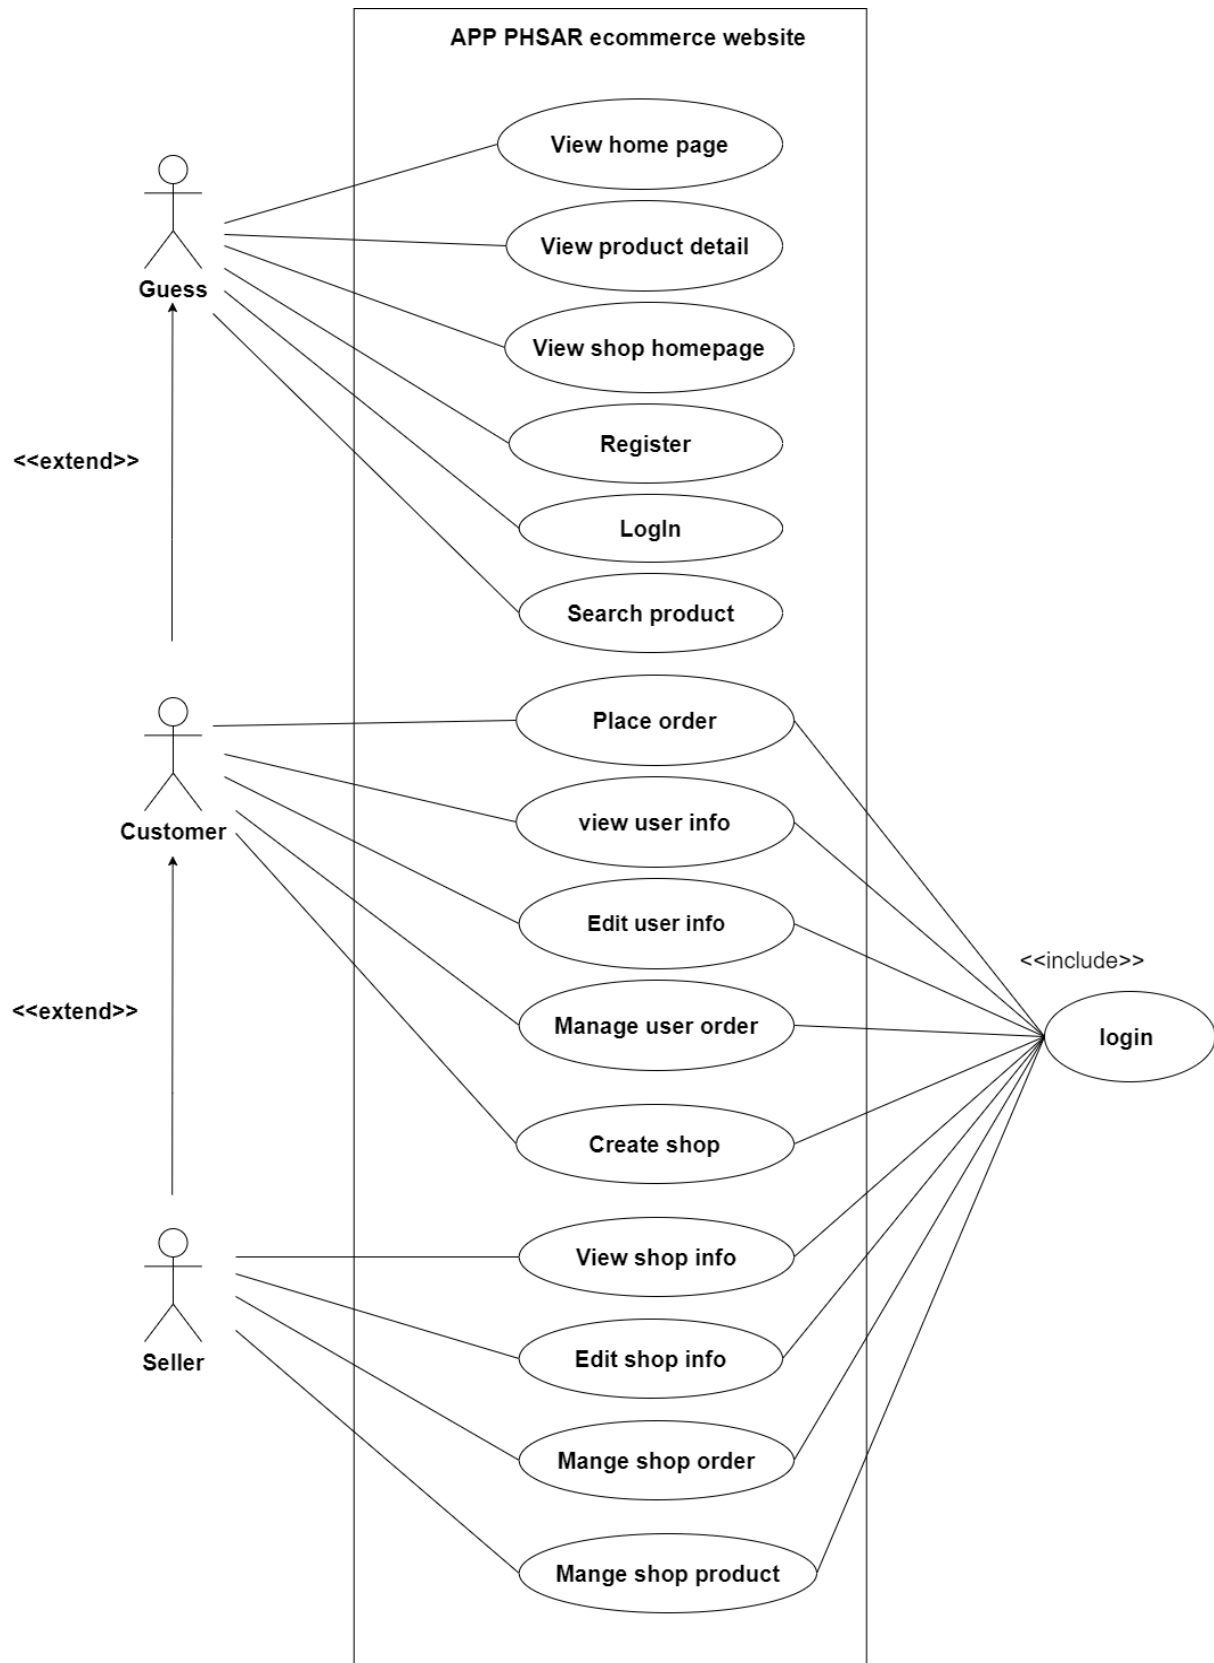 APP PHSAR ecommerce website
View home page
View product detail
Guess
View shop homepage
Register
<<extend>>
LogIn
Search product
Place order
view user info
Customer
Edit user info
<<include>>
<<extend>>
Manage user order
login
Create shop
View shop info
Edit shop info
Seller
Mange shop order
Mange shop product